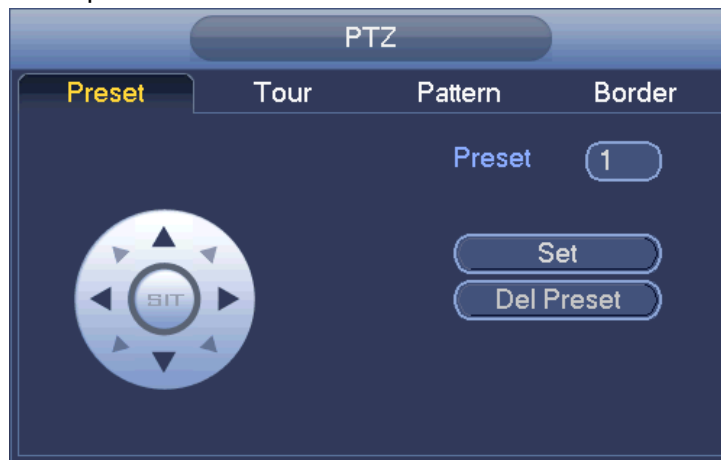 PTZ
Preset Tour Pattern Border
Preset 1
Set
SIT
Del Preset